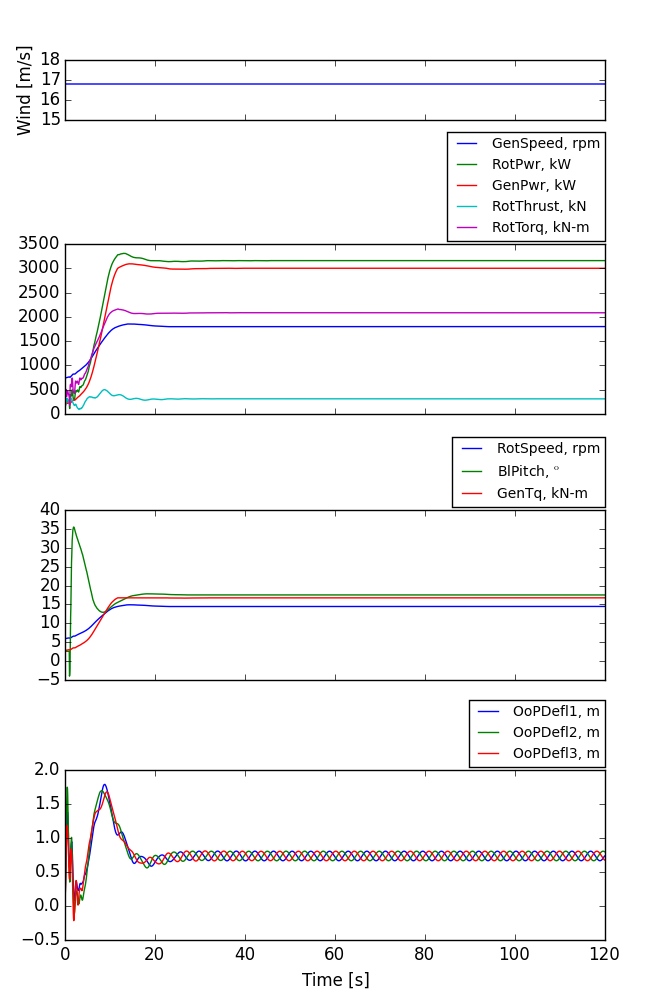 Wind [m/s]
18
17
16
15
GenSpeed, rpm
RotPwr, kW
GenPwr, kW
RotThrust, kN
RotTorq, kN-m
3500
3000
2500
2000
1500
1000
500
0
RotSpeed, rpm
BlPitch, °
GenTq, kN-m
40
35
30
25
20
15
10
5
0
−5
OoPDefl1, m
OoPDefl2, m
OoPDefl3, m
2.0
1.5
1.0
0.5
0.0
−0.5
0 20 40 60 80 100 120
Time [s]